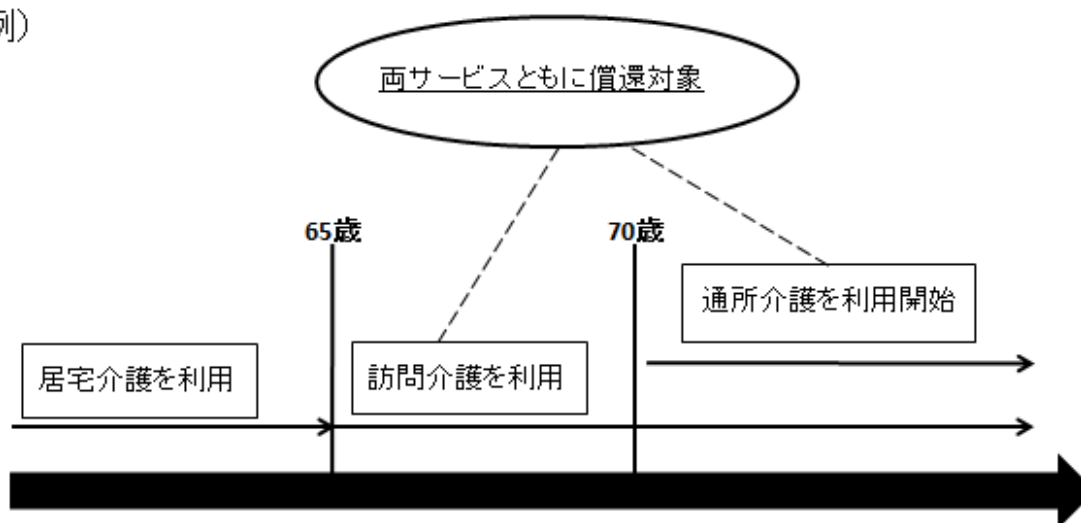 例)
両サービスともに償還対象
65歳
70歳
通所介護を利用開始
居宅介護を利用
訪問介護を利用